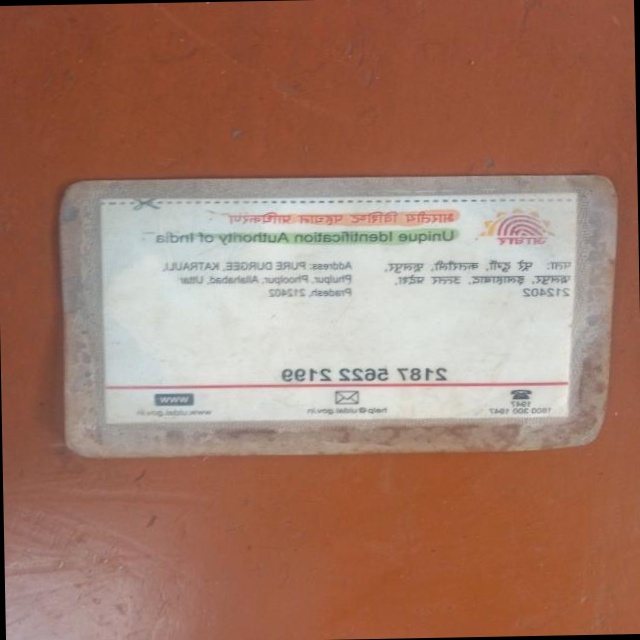 भारतीय विशिष्ट पहचान प्राधिकरण
Unique Identification Authority of India
आधार
पता: पूरे दुर्गी, कतरौली, फूलपुर,
फूलपुर, इलाहाबाद, उत्तर प्रदेश,
212402
Address: PURE DURGEE, KATRAULI,
Phulpur, Phoolpur, Allahabad, Uttar
Pradesh, 212402
2187 5622 2199
1947
1800 300 1947
help@uidai.gov.in
www
www.uidai.gov.in